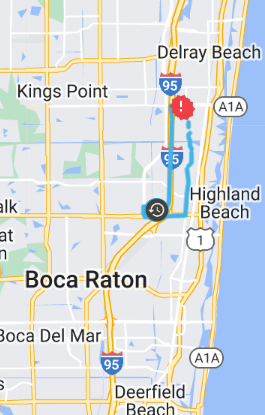 Delray Beach
95
Kings Point
!
A1A
95
Highland
Beach
alk
1
at
n
Boca Raton
Boca Del Mar
95
A1A
s
Deerfield
Beach